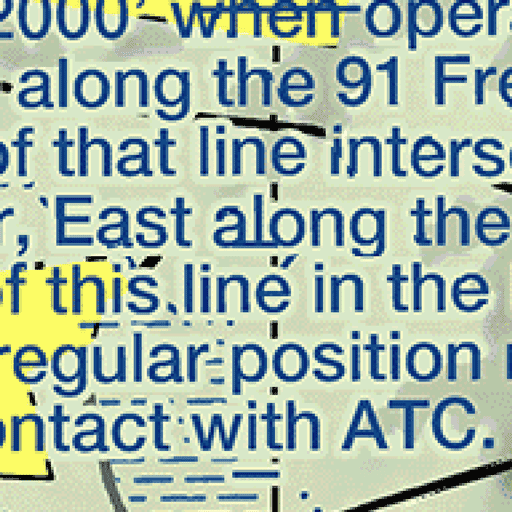 2000' when oper
along the 91 Fre
of that line interse
r, East along the
of this line in the
regular position
ontact with ATC.